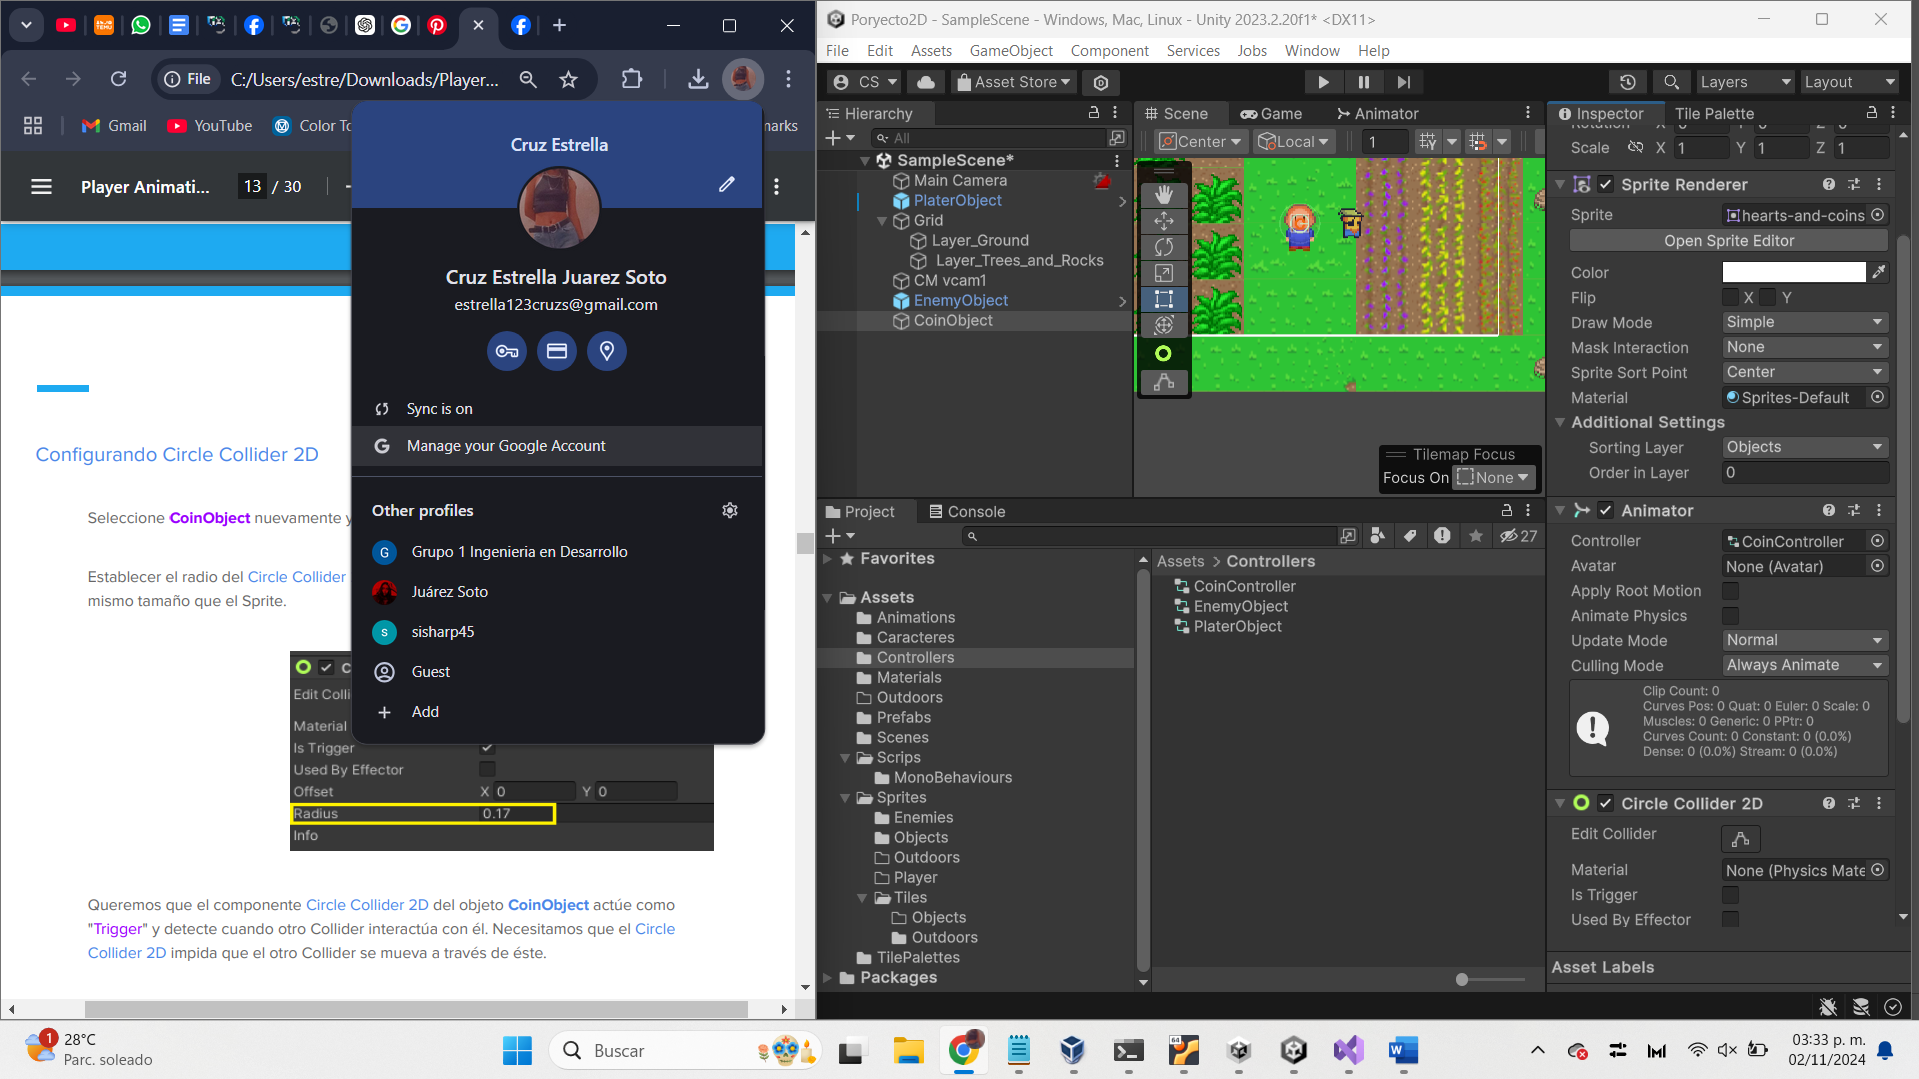 File
C:/Users/estre/Downloads/Player...
Gmail
YouTube
Color To
narks
Player Animati...
13 / 30
Configurando Circle Collider 2D
Seleccione CoinObject nuevamente y
Establecer el radio del Circle Collider
mismo tamaño que el Sprite.
C
Edit Colli
Material
Is Trigger
Used By Effector
Offset X 0 Y 0
Radius 0.17
Info
Queremos que el componente Circle Collider 2D del objeto CoinObject actúe como
"Trigger" y detecte cuando otro Collider interactúa con él. Necesitamos que el Circle
Collider 2D impida que el otro Collider se mueva a través de éste.
Cruz Estrella
Cruz Estrella Juarez Soto
estrella123cruzs@gmail.com
Sync is on
Manage your Google Account
Other profiles
G Grupo 1 Ingenieria en Desarrollo
Juárez Soto
s sisharp45
Guest
Add
Poryecto2D - SampleScene - Windows, Mac, Linux - Unity 2023.2.20f1* <DX11>
File Edit Assets GameObject Component Services Jobs Window Help
CS
Asset Store
Layers
Layout
Hierarchy
All
SampleScene*
Main Camera
PlaterObject
Grid
Layer_Ground
Layer_Trees_and_Rocks
CM vcam1
EnemyObject
CoinObject
Scene
Game
Animator
Center
Local
1
Tilemap Focus
Focus On None
Project
Console
27
Favorites
Assets
Animations
Caracteres
Controllers
Materials
Outdoors
Prefabs
Scenes
Scrips
MonoBehaviours
Sprites
Enemies
Objects
Outdoors
Player
Tiles
Objects
Outdoors
TilePalettes
Packages
Assets > Controllers
CoinController
EnemyObject
PlaterObject
Inspector
Tile Palette
Rotation X 0 Y 0 Z 0
Scale X 1 Y 1 Z 1
Sprite Renderer
Sprite hearts-and-coins
Open Sprite Editor
Color
Flip X Y
Draw Mode Simple
Mask Interaction None
Sprite Sort Point Center
Material Sprites-Default
Additional Settings
Sorting Layer Objects
Order in Layer 0
Animator
Controller CoinController
Avatar None (Avatar)
Apply Root Motion
Animate Physics
Update Mode Normal
Culling Mode Always Animate
Clip Count: 0
Curves Pos: 0 Quat: 0 Euler: 0 Scale: 0
Muscles: 0 Generic: 0 PPtr: 0
Curves Count: 0 Constant: 0 (0.0%)
Dense: 0 (0.0%) Stream: 0 (0.0%)
Circle Collider 2D
Edit Collider
Material None (Physics Mate
Is Trigger
Used By Effector
Asset Labels
1
28°C
Parc. soleado
Buscar
64
03:33 p. m.
02/11/2024